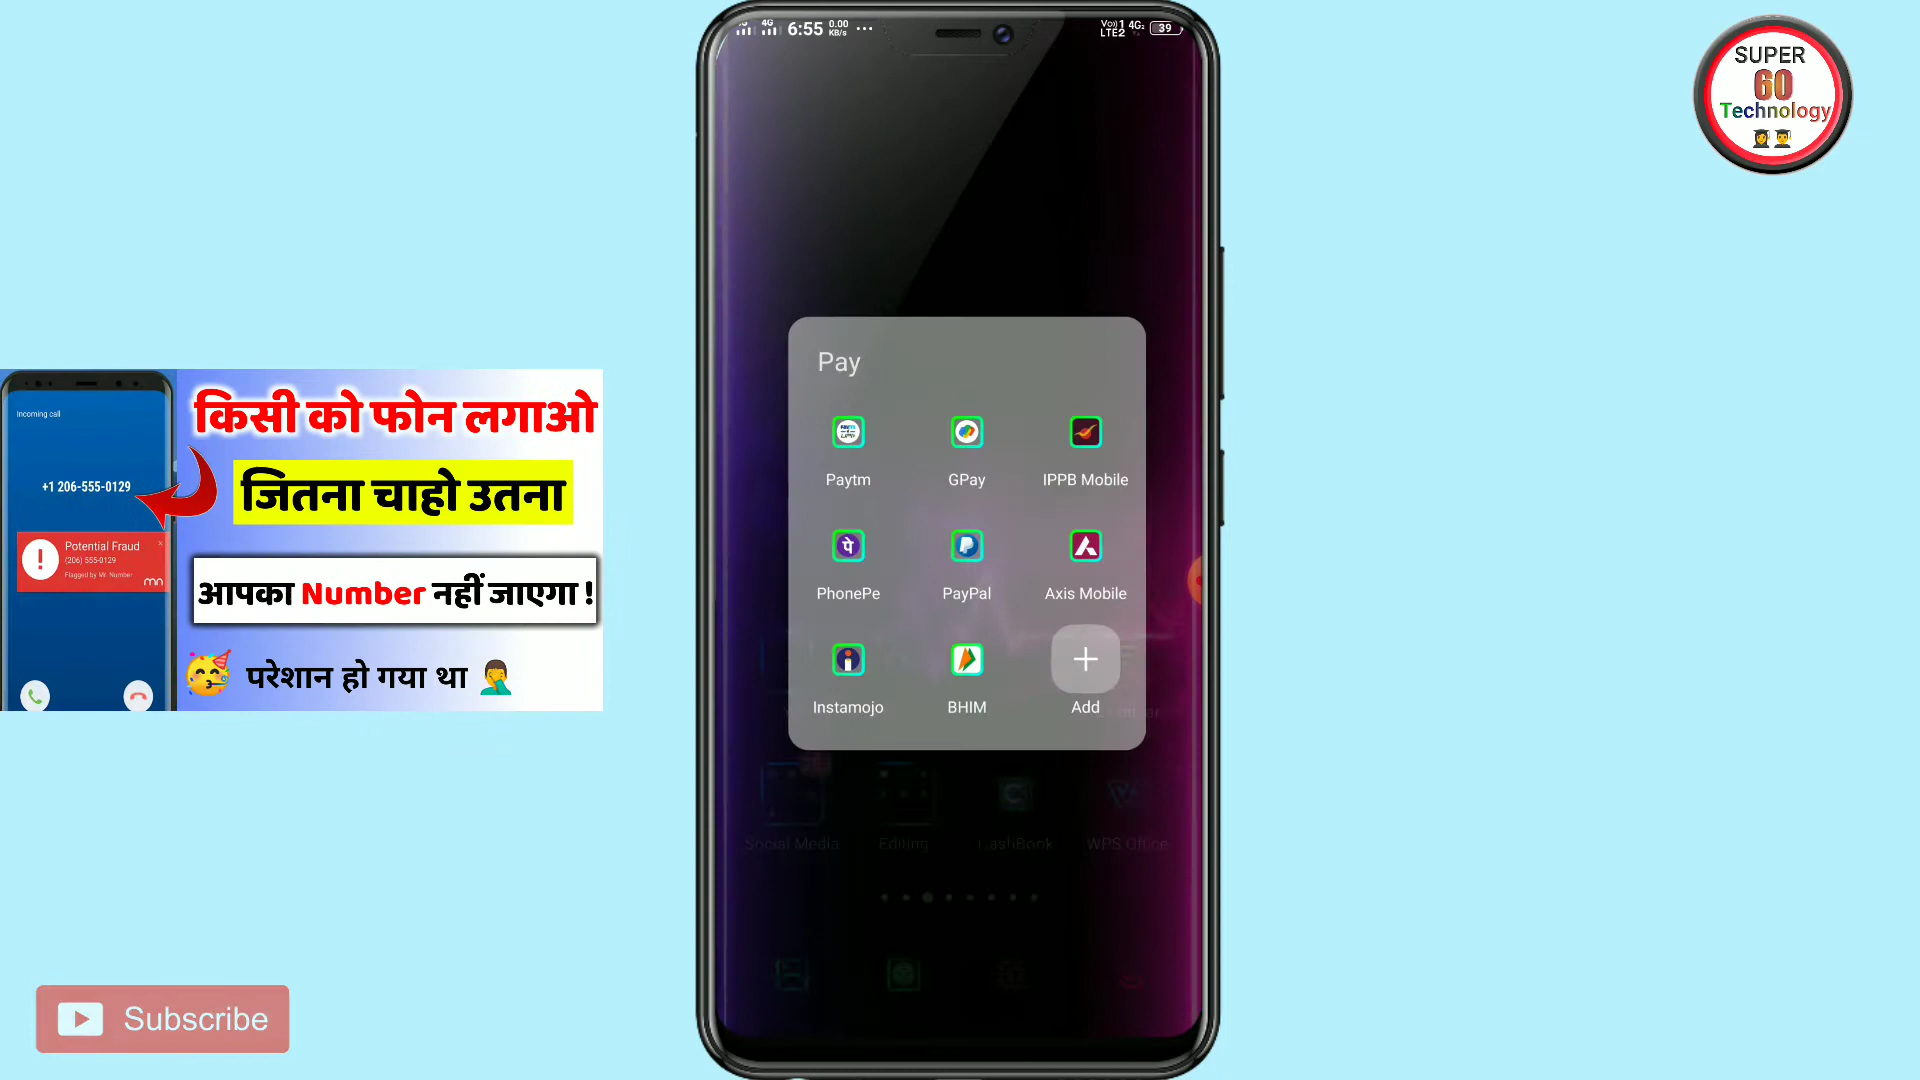 4G
6:55
0.00
KB/s
Vo)) 1 4G
LTE2
39
SUPER
60
Technology
Pay
Paytm
GPay
IPPB Mobile
PhonePe
PayPal
Axis Mobile
Instamojo
BHIM
Add
Social Media
Editing
CashBook
WPS Office
Incoming call
+1 206-555-0129
Potential Fraud
(206) 555-0129
Flagged by Mr. Number
mn
किसी को फोन लगाओ
जितना चाहो उतना
आपका Number नहीं जाएगा !
परेशान हो गया था
Subscribe